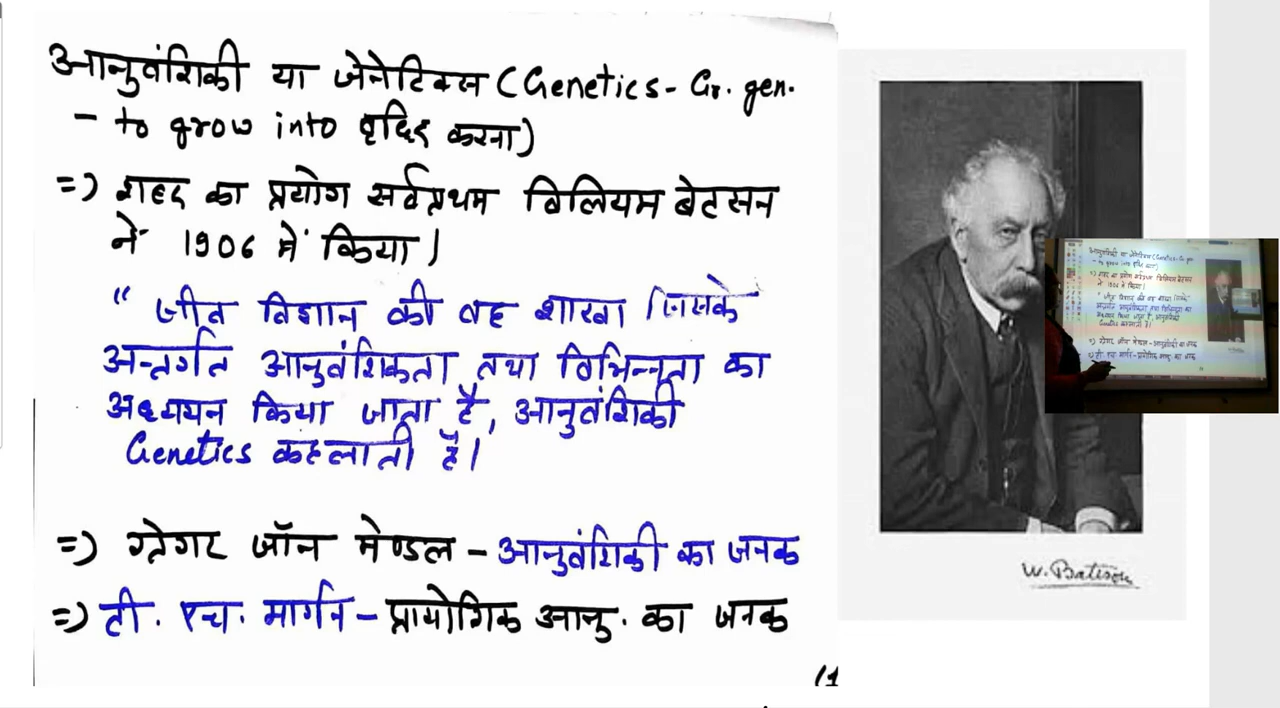 आनुवंशिकी या जेनेटिक्स (Genetics - Gr. gen.
- to grow into वृद्धि करना)
=) शब्द का प्रयोग सर्वप्रथम विलियम बेटसन
ने 1906 में किया।
" जीव विज्ञान की वह शाखा जिसके
अन्तर्गत आनुवंशिकता तथा विभिन्नता का
अध्ययन किया जाता है, आनुवंशिकी
Genetics कहलाती है।
=) ग्रेगर जॉन मेण्डल - आनुवंशिकी का जनक
=) टी. एच. मार्गन - प्रायोगिक आनु. का जनक
W. Bateson